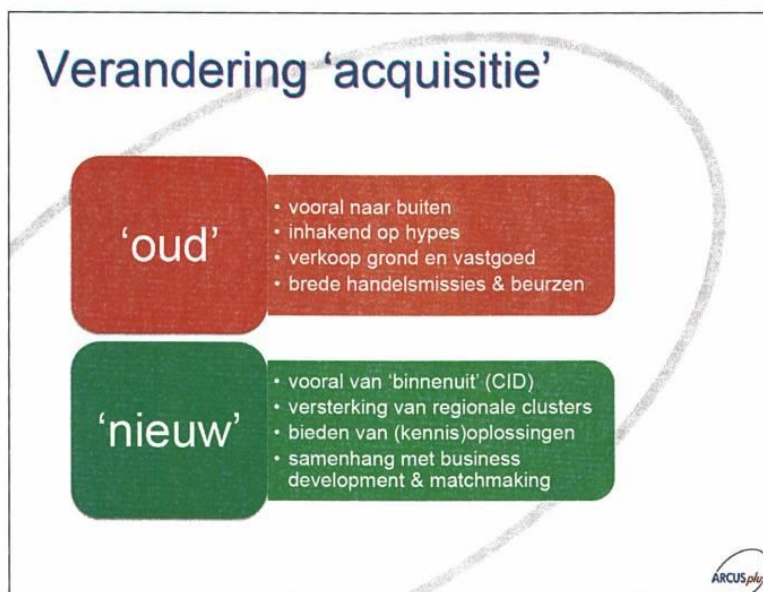 Verandering ‘acquisitie’
‘oud’
• vooral naar buiten
• inhakend op hypes
• verkoop grond en vastgoed
• brede handelsmissies & beurzen
‘nieuw’
• vooral van ‘binnenuit’ (CID)
• versterking van regionale clusters
• bieden van (kennis)oplossingen
• samenhang met business
development & matchmaking
ARCUSplus